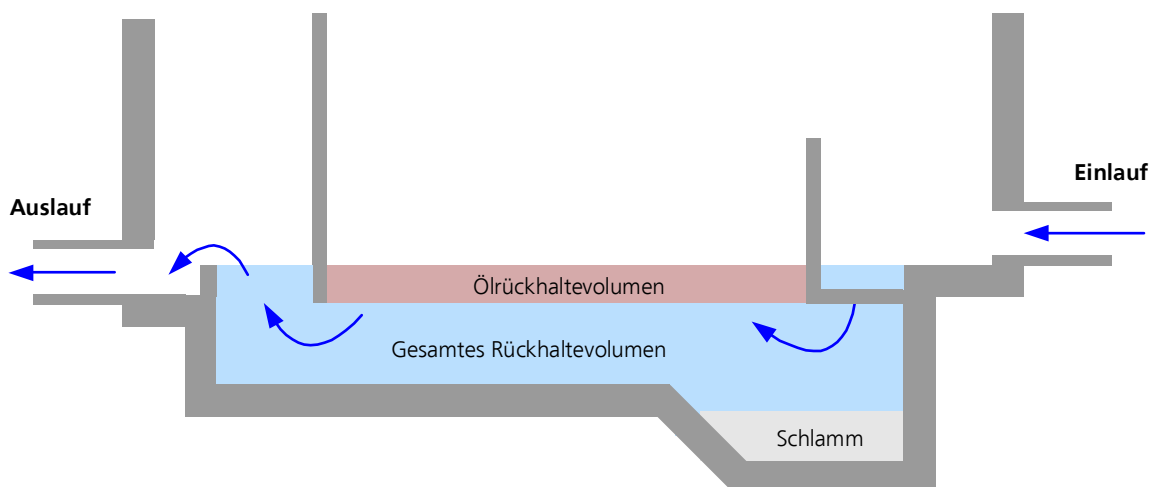 Einlauf
Auslauf
Ölrückhaltevolumen
Gesamtes Rückhaltevolumen
Schlamm